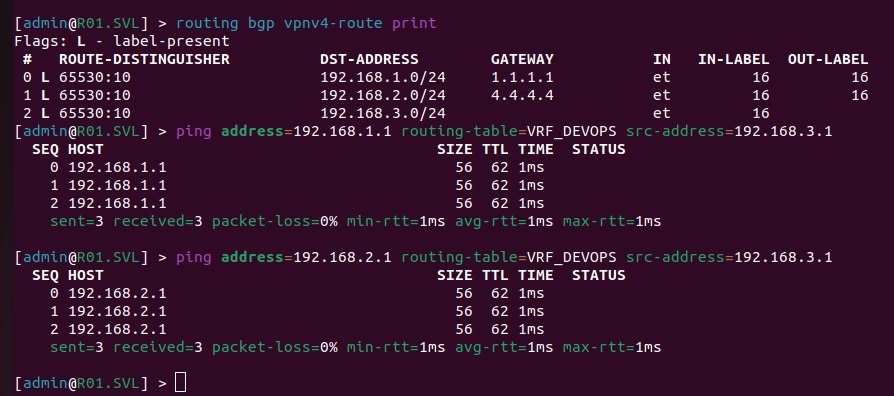 [admin@R01.SVL] > routing bgp vpnv4-route print
Flags: L - label-present
 #   ROUTE-DISTINGUISHER           DST-ADDRESS         GATEWAY            IN   IN-LABEL  OUT-LABEL
 0 L 65530:10                      192.168.1.0/24      1.1.1.1            et         16         16
 1 L 65530:10                      192.168.2.0/24      4.4.4.4            et         16         16
 2 L 65530:10                      192.168.3.0/24                         et         16
[admin@R01.SVL] > ping address=192.168.1.1 routing-table=VRF_DEVOPS src-address=192.168.3.1
  SEQ HOST                                     SIZE TTL TIME  STATUS
    0 192.168.1.1                                56  62 1ms
    1 192.168.1.1                                56  62 1ms
    2 192.168.1.1                                56  62 1ms
    sent=3 received=3 packet-loss=0% min-rtt=1ms avg-rtt=1ms max-rtt=1ms
[admin@R01.SVL] > ping address=192.168.2.1 routing-table=VRF_DEVOPS src-address=192.168.3.1
  SEQ HOST                                     SIZE TTL TIME  STATUS
    0 192.168.2.1                                56  62 1ms
    1 192.168.2.1                                56  62 1ms
    2 192.168.2.1                                56  62 1ms
    sent=3 received=3 packet-loss=0% min-rtt=1ms avg-rtt=1ms max-rtt=1ms
[admin@R01.SVL] >